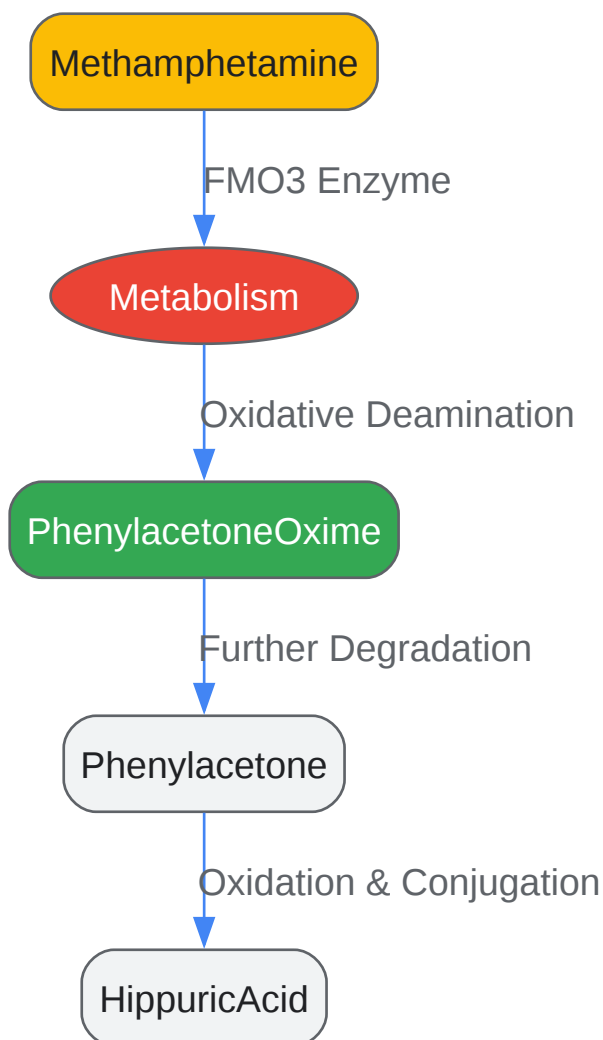 Methamphetamine
FMO3 Enzyme
Metabolism
Oxidative Deamination
PhenylacetoneOxime
Further Degradation
Phenylacetone
Oxidation & Conjugation
HippuricAcid